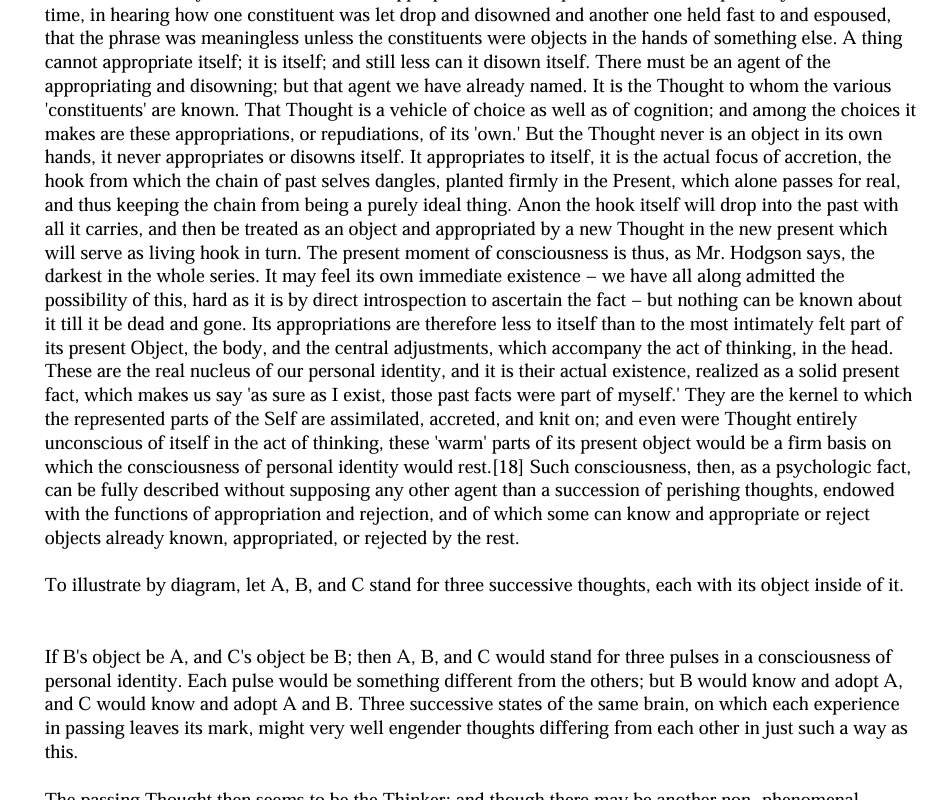 time, in hearing how one constituent was let drop and disowned and another one held fast to and espoused,
that the phrase was meaningless unless the constituents were objects in the hands of something else. A thing
cannot appropriate itself; it is itself; and still less can it disown itself. There must be an agent of the
appropriating and disowning; but that agent we have already named. It is the Thought to whom the various
'constituents' are known. That Thought is a vehicle of choice as well as of cognition; and among the choices it
makes are these appropriations, or repudiations, of its 'own.' But the Thought never is an object in its own
hands, it never appropriates or disowns itself. It appropriates to itself, it is the actual focus of accretion, the
hook from which the chain of past selves dangles, planted firmly in the Present, which alone passes for real,
and thus keeping the chain from being a purely ideal thing. Anon the hook itself will drop into the past with
all it carries, and then be treated as an object and appropriated by a new Thought in the new present which
will serve as living hook in turn. The present moment of consciousness is thus, as Mr. Hodgson says, the
darkest in the whole series. It may feel its own immediate existence – we have all along admitted the
possibility of this, hard as it is by direct introspection to ascertain the fact – but nothing can be known about
it till it be dead and gone. Its appropriations are therefore less to itself than to the most intimately felt part of
its present Object, the body, and the central adjustments, which accompany the act of thinking, in the head.
These are the real nucleus of our personal identity, and it is their actual existence, realized as a solid present
fact, which makes us say 'as sure as I exist, those past facts were part of myself.' They are the kernel to which
the represented parts of the Self are assimilated, accreted, and knit on; and even were Thought entirely
unconscious of itself in the act of thinking, these 'warm' parts of its present object would be a firm basis on
which the consciousness of personal identity would rest.[18] Such consciousness, then, as a psychologic fact,
can be fully described without supposing any other agent than a succession of perishing thoughts, endowed
with the functions of appropriation and rejection, and of which some can know and appropriate or reject
objects already known, appropriated, or rejected by the rest.
To illustrate by diagram, let A, B, and C stand for three successive thoughts, each with its object inside of it.
If B's object be A, and C's object be B; then A, B, and C would stand for three pulses in a consciousness of
personal identity. Each pulse would be something different from the others; but B would know and adopt A,
and C would know and adopt A and B. Three successive states of the same brain, on which each experience
in passing leaves its mark, might very well engender thoughts differing from each other in just such a way as
this.
The passing Thought then seems to be the Thinker; and though there may be another non- phenomenal